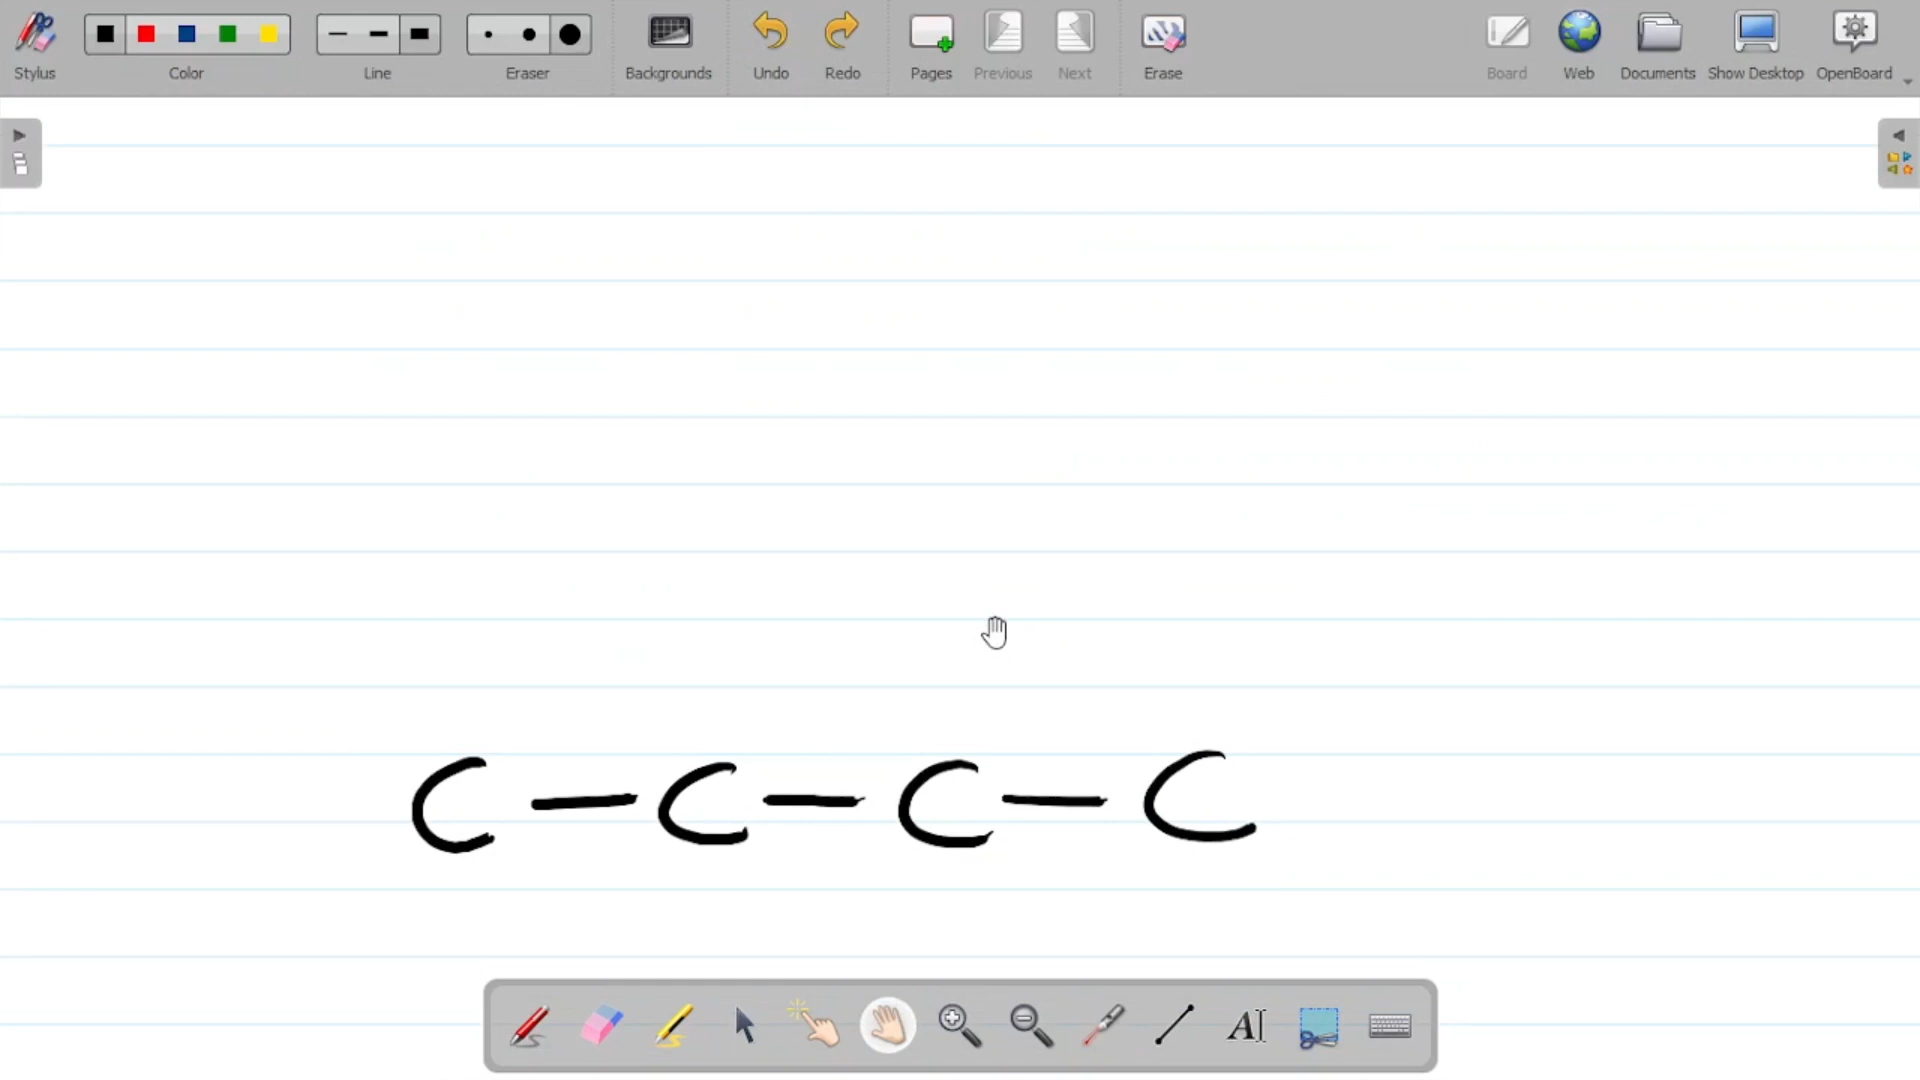 Stylus Color Line Eraser Backgrounds Undo Redo Pages Previous Next Erase Board Web Documents Show Desktop OpenBoard
C - C - C - C